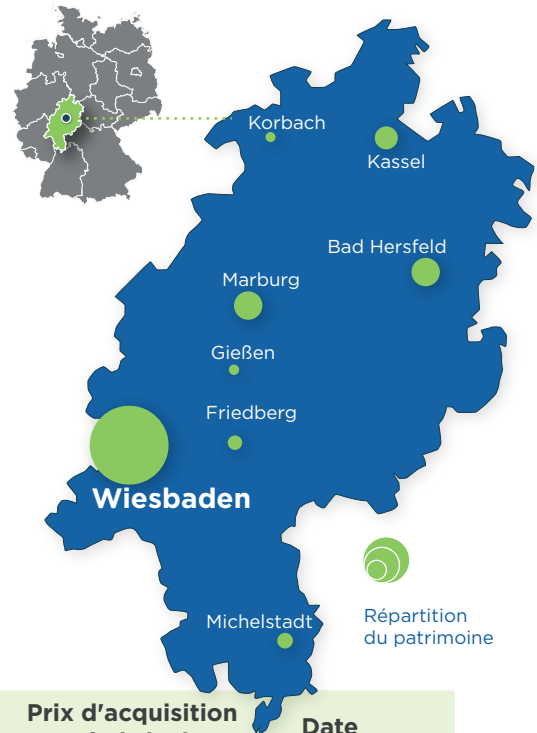 Korbach
Kassel
Bad Hersfeld
Marburg
Gießen
Friedberg
Wiesbaden
Répartition
du patrimoine
Michelstadt
Prix d'acquisition
Date